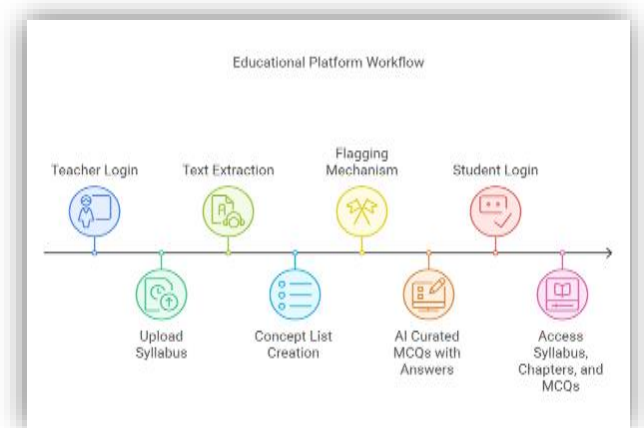 Educational Platform Workflow
Teacher Login
Text Extraction
Flagging
Mechanism
Student Login
Upload
Syllabus
Concept List
Creation
AI Curated
MCQs with
Answers
Access
Syllabus,
Chapters, and
MCQs